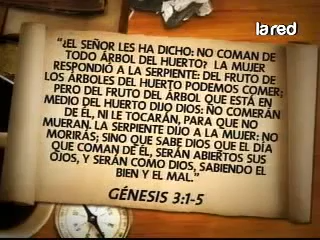 la red
"¿EL SEÑOR LES HA DICHO: NO COMAN DE
TODO ÁRBOL DEL HUERTO? LA MUJER
RESPONDIÓ A LA SERPIENTE: DEL FRUTO DE
LOS ÁRBOLES DEL HUERTO PODEMOS COMER;
PERO DEL FRUTO DEL ÁRBOL QUE ESTÁ EN
MEDIO DEL HUERTO DIJO DIOS: NO COMERÁN
DE ÉL, NI LE TOCARÁN, PARA QUE NO
MUERAN. LA SERPIENTE DIJO A LA MUJER: NO
MORIRÁS; SINO QUE SABE DIOS QUE EL DÍA
QUE COMAN DE ÉL, SERÁN ABIERTOS SUS
OJOS, Y SERÁN COMO DIOS, SABIENDO EL
BIEN Y EL MAL."
GÉNESIS 3:1-5